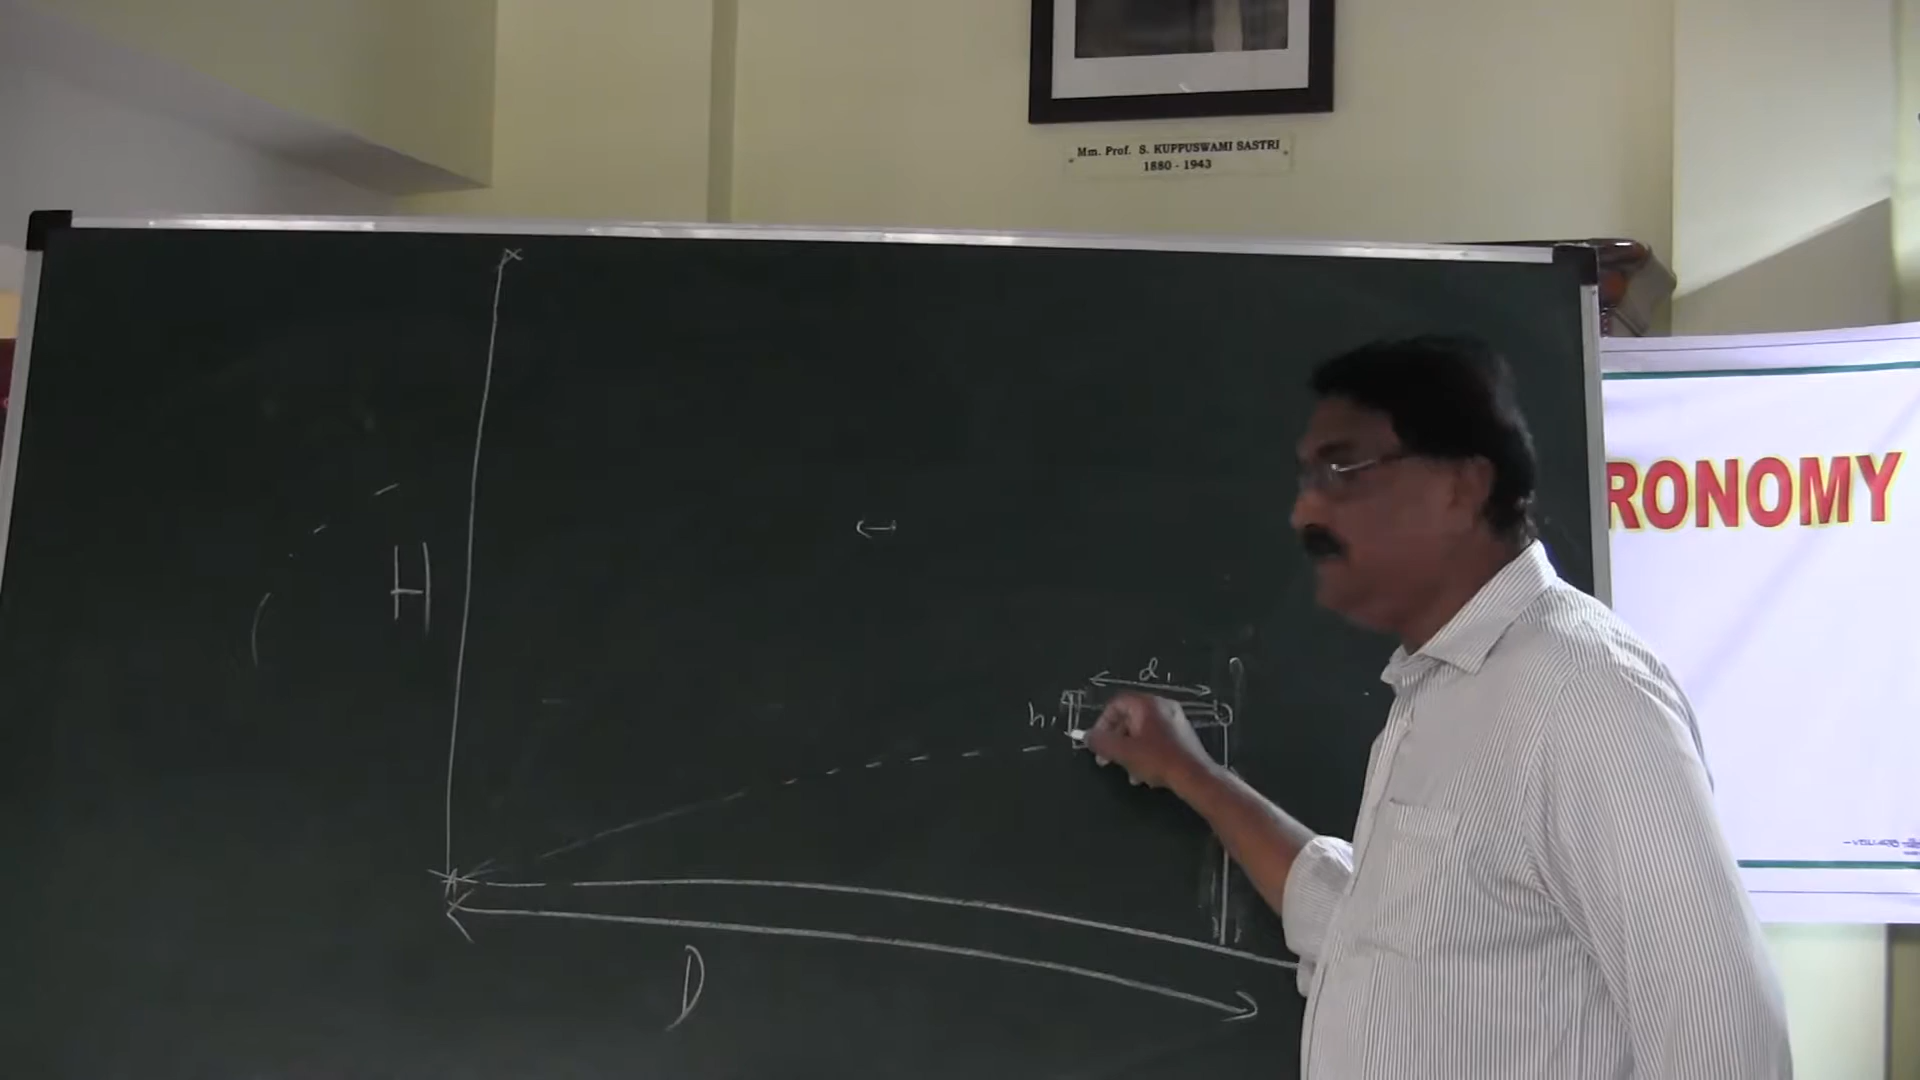 Mm. Prof. S. KUPPUSWAMI SASTRI
1880 - 1943
RONOMY
H
d₁
h₁
D